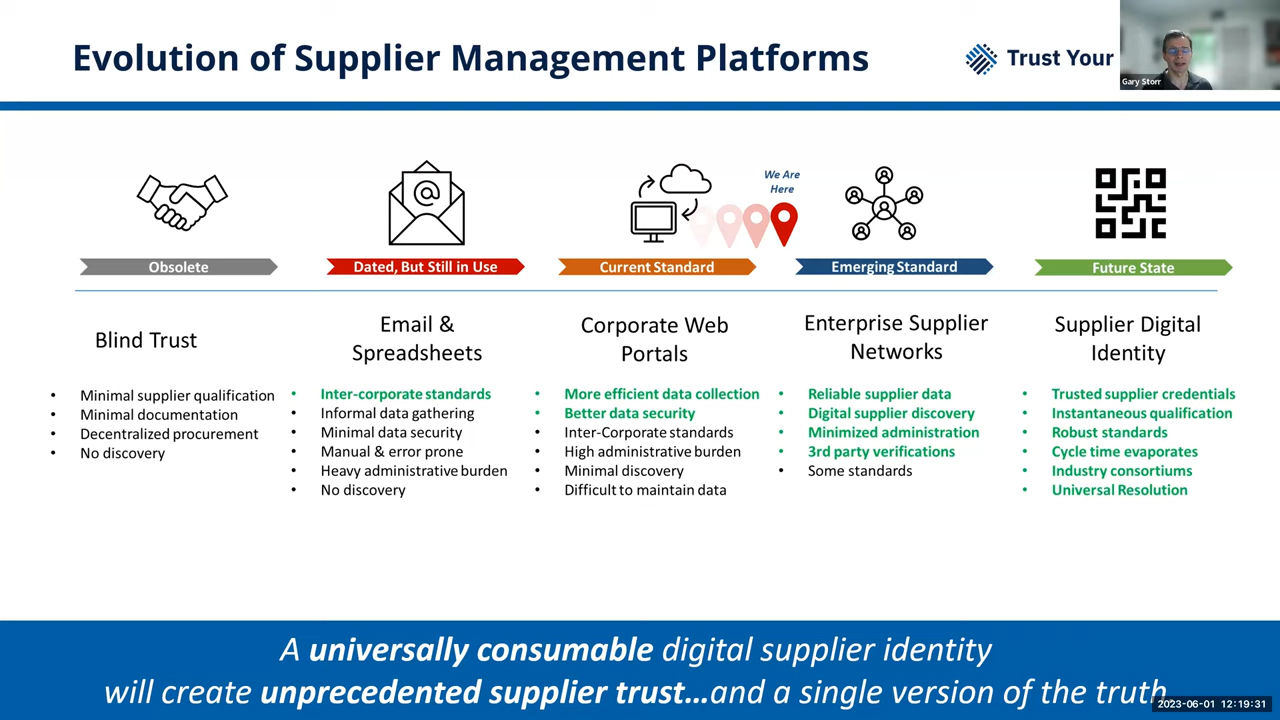 Evolution of Supplier Management Platforms
Trust Your
Gary Storr
We Are
Here
Obsolete
Dated, But Still in Use
Current Standard
Emerging Standard
Future State
Blind Trust
• Minimal supplier qualification
• Minimal documentation
• Decentralized procurement
• No discovery
Email &
Spreadsheets
• Inter-corporate standards
• Informal data gathering
• Minimal data security
• Manual & error prone
• Heavy administrative burden
• No discovery
Corporate Web
Portals
• More efficient data collection
• Better data security
• Inter-Corporate standards
• High administrative burden
• Minimal discovery
• Difficult to maintain data
Enterprise Supplier
Networks
• Reliable supplier data
• Digital supplier discovery
• Minimized administration
• 3rd party verifications
• Some standards
Supplier Digital
Identity
• Trusted supplier credentials
• Instantaneous qualification
• Robust standards
• Cycle time evaporates
• Industry consortiums
• Universal Resolution
A universally consumable digital supplier identity
will create unprecedented supplier trust...and a single version of the truth
2023-06-01 12:19:31